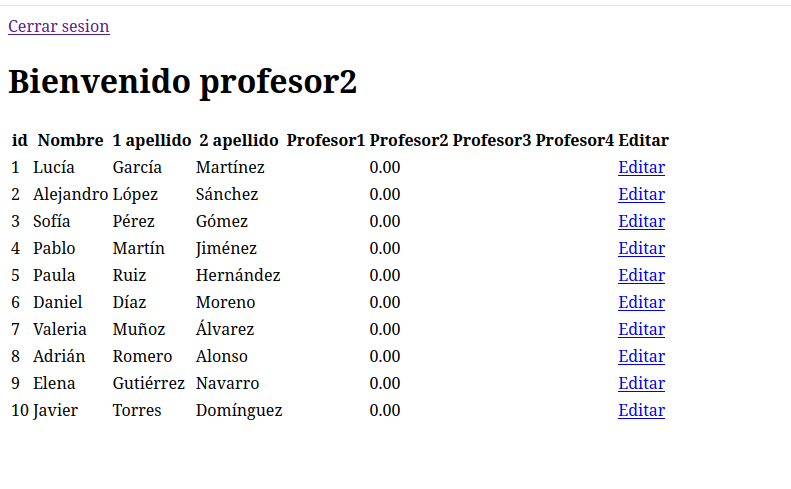 Cerrar sesion
Bienvenido profesor2
id Nombre 1 apellido 2 apellido Profesor1 Profesor2 Profesor3 Profesor4 Editar
1 Lucía García Martínez 0.00 Editar
2 Alejandro López Sánchez 0.00 Editar
3 Sofía Pérez Gómez 0.00 Editar
4 Pablo Martín Jiménez 0.00 Editar
5 Paula Ruiz Hernández 0.00 Editar
6 Daniel Díaz Moreno 0.00 Editar
7 Valeria Muñoz Álvarez 0.00 Editar
8 Adrián Romero Alonso 0.00 Editar
9 Elena Gutiérrez Navarro 0.00 Editar
10 Javier Torres Domínguez 0.00 Editar